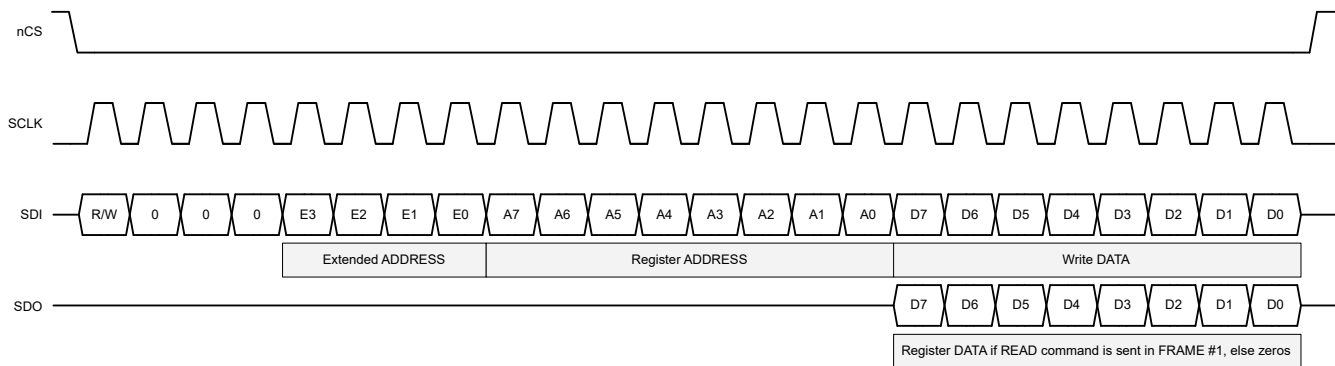 nCS
SCLK
SDI R/W 0 0 0 E3 E2 E1 E0 A7 A6 A5 A4 A3 A2 A1 A0 D7 D6 D5 D4 D3 D2 D1 D0
Extended ADDRESS Register ADDRESS Write DATA
SDO D7 D6 D5 D4 D3 D2 D1 D0
Register DATA if READ command is sent in FRAME #1, else zeros